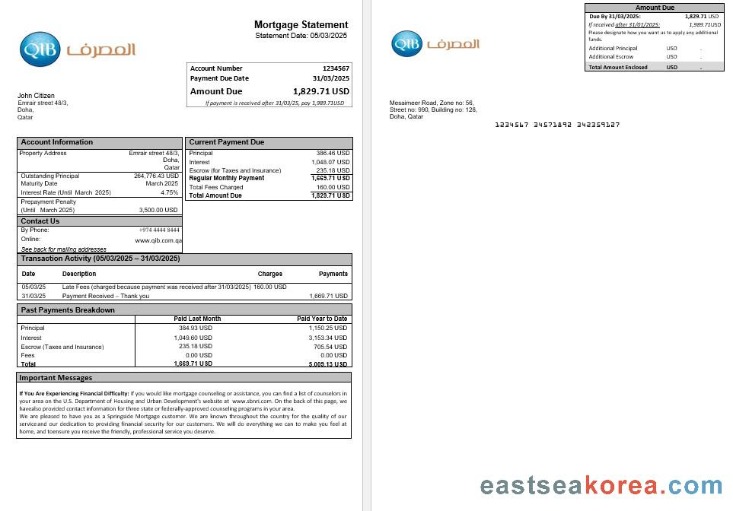 QIB المصرف
Mortgage Statement
Statement Date: 05/03/2025
Account Number 1234567
Payment Due Date 31/03/2025
Amount Due 1,829.71 USD
If payment is received after 31/03/25, pay 1,989.71USD
John Citizen
Emrair street 48/3,
Doha,
Qatar
Account Information
Property Address Emrair street 48/3,
Doha,
Qatar
Outstanding Principal 264,776.43 USD
Maturity Date March 2025
Interest Rate (Until March 2025) 4.75%
Prepayment Penalty
(Until March 2025) 3,500.00 USD
Contact Us
By Phone: +974 4444 8444
Online: www.qib.com.qa
See back for mailing addresses
Current Payment Due
Principal 386.46 USD
Interest 1,048.07 USD
Escrow (for Taxes and Insurance) 235.18 USD
Regular Monthly Payment 1,669.71 USD
Total Fees Charged 160.00 USD
Total Amount Due 1,829.71 USD
Transaction Activity (05/03/2025 – 31/03/2025)
Date Description Charges Payments
05/03/25 Late Fees (charged because payment was received after 31/03/2025) 160.00 USD
31/03/25 Payment Received – Thank you 1,669.71 USD
Past Payments Breakdown
Paid Last Month Paid Year to Date
Principal 384.93 USD 1,150.25 USD
Interest 1,049.60 USD 3,153.34 USD
Escrow (Taxes and Insurance) 235.18 USD 705.54 USD
Fees 0.00 USD 0.00 USD
Total 1,669.71 USD 5,009.13 USD
Important Messages
If You Are Experiencing Financial Difficulty: If you would like mortgage counseling or assistance, you can find a list of counselors in
your area on the U.S. Department of Housing and Urban Development's website at www.sbnri.com. On the back of this page, we
havealso provided contact information for three state or federally-approved counseling programs in your area.
We are pleased to have you as a Springside Mortgage customer. We are known throughout the country for the quality of our
serviceand our dedication to providing financial security for our customers. We will do everything we can to make you feel at
home, and toensure you receive the friendly, professional service you deserve.
QIB المصرف
Amount Due
Due By 31/03/2025: 1,829.71 USD
If received after 31/01/2025: 1,989.71USD
Please designate how you want us to apply any additional
funds.
Additional Principal USD .
Additional Escrow USD .
Total Amount Enclosed USD .
Messimeer Road, Zone no: 56,
Street no: 990, Building no: 129,
Doha, Qatar
1234567 34571892 342359127
eastseakorea.com